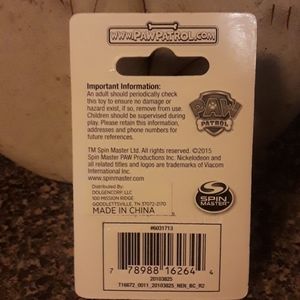 www.PAWPATROL.com
Important Information:
An adult should periodically check
this toy to ensure no damage or
hazard exist, if so, remove from use.
Children should be supervised during
play. Please retain this information,
addresses and phone numbers for
future references.
PAW
PATROL
TM Spin Master Ltd. All rights reserved. ©2015
Spin Master PAW Productions Inc. Nickelodeon and
all related titles and logos are trademarks of Viacom
International Inc.
www.spinmaster.com
Distributed By:
DOLGENCORP, LLC
100 MISSION RIDGE
GOODLETTSVILLE, TN 37072-2170
MADE IN CHINA
SPIN
MASTER
#6031713
7 78988 16264 4
20103825
T16672_0011_20103825_NEN_BC_R2